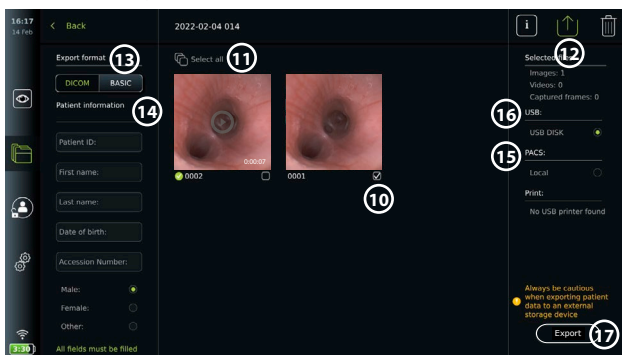 16:17
14 Feb
< Back
2022-02-04 014
i
Export format
13
Select all
11
12
Selected files:
DICOM
BASIC
Images: 1
Videos: 0
Captured frames: 0
Patient information
14
16
USB:
USB DISK
Patient ID:
15
PACS:
0:00:07
First name:
0002
0001
Local
10
Print:
Last name:
No USB printer found
Date of birth:
Accession Number:
Male:
Female:
Other:
Always be cautious
when exporting patient
data to an external
storage device
Export
17
3:30
All fields must be filled